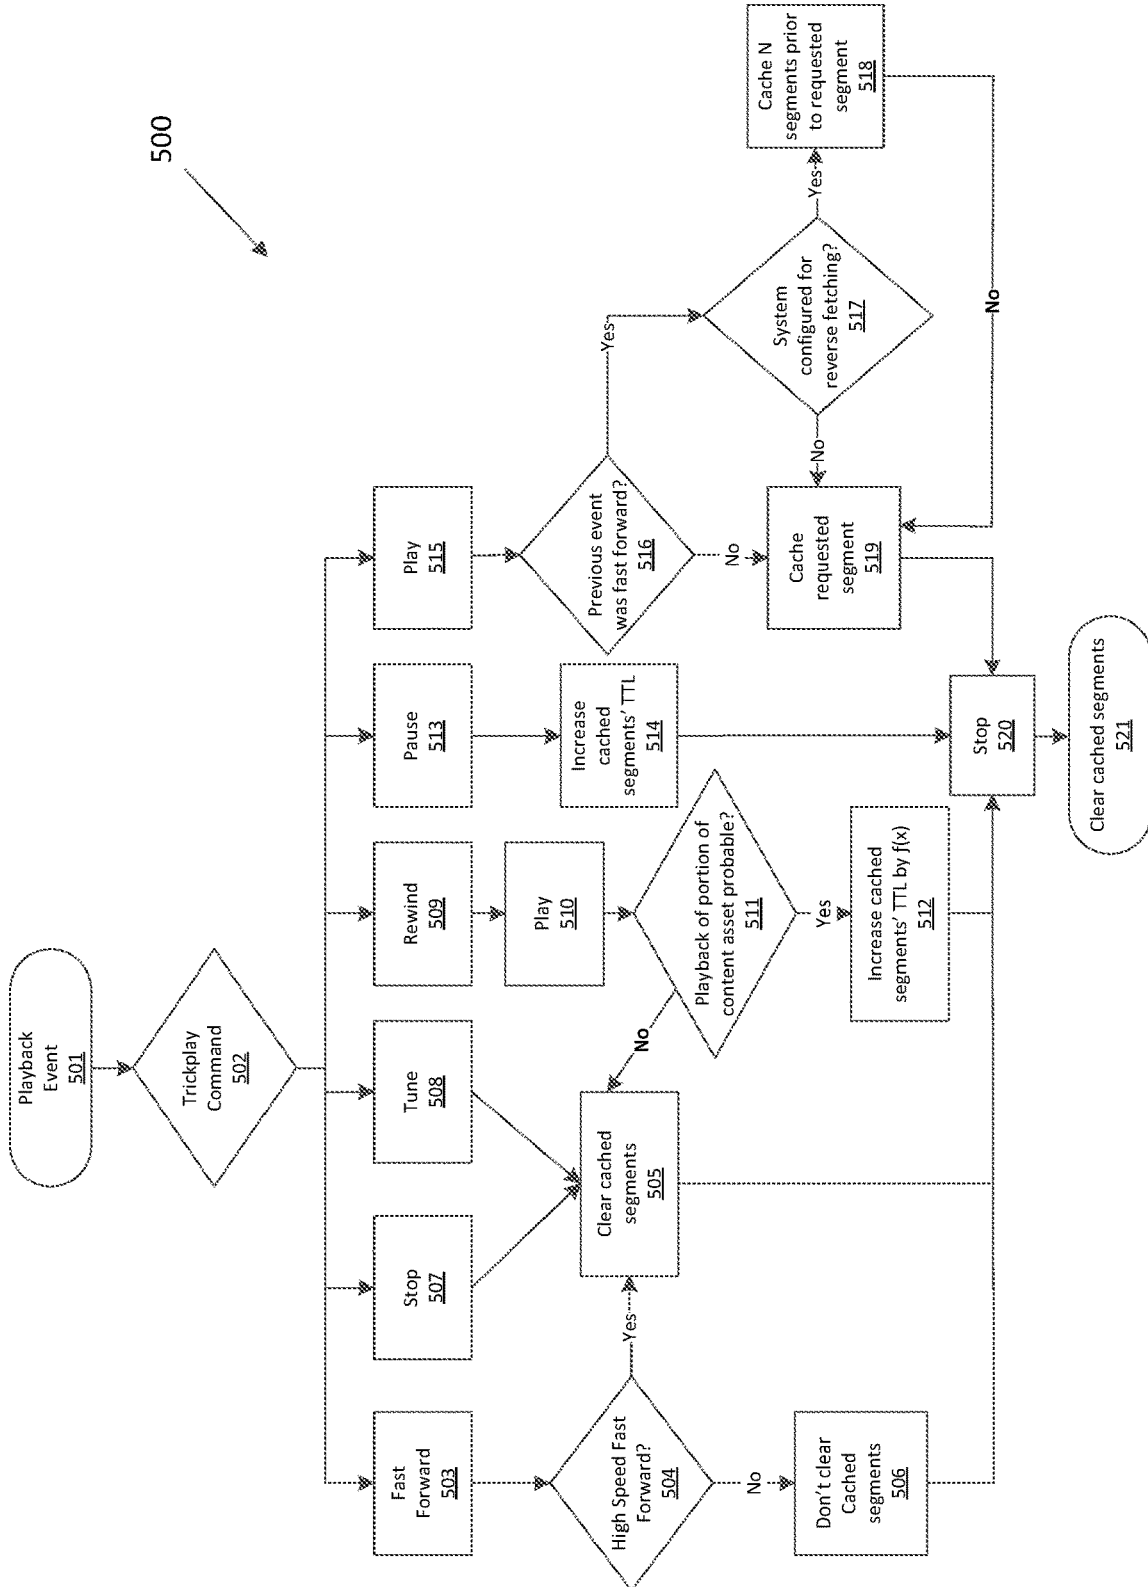 500
Playback
Event
501
Trickplay
Command
502
Fast
Forward
503
Stop
507
Tune
508
Rewind
509
Pause
513
Play
515
High Speed Fast
Forward?
504
Yes
No
Don't clear
Cached
segments
506
Clear cached
segments
505
Play
510
Playback of portion of
content asset probable?
511
No
Yes
Increase cached
segments' TTL by f(x)
512
Increase
cached
segments' TTL
514
Previous event
was fast forward?
516
Yes
No
System
configured for
reverse fetching?
517
Yes
No
Cache N
segments prior
to requested
segment
518
No
Cache
requested
segment
519
Stop
520
Clear cached segments
521